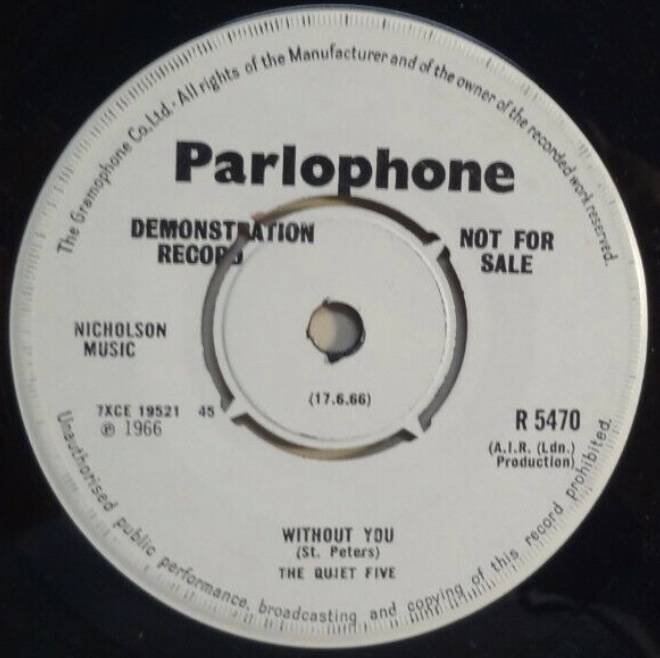 The Gramophone Co. Ltd. · All rights of the Manufacturer and of the owner of the recorded work reserved.
Parlophone
DEMONSTRATION
RECORD
NOT FOR
SALE
NICHOLSON
MUSIC
(17.6.66)
7XCE 19521 45
℗ 1966
R 5470
(A.I.R. (Ldn.)
Production)
WITHOUT YOU
(St. Peters)
THE QUIET FIVE
Unauthorised public performance, broadcasting and copying of this record prohibited.